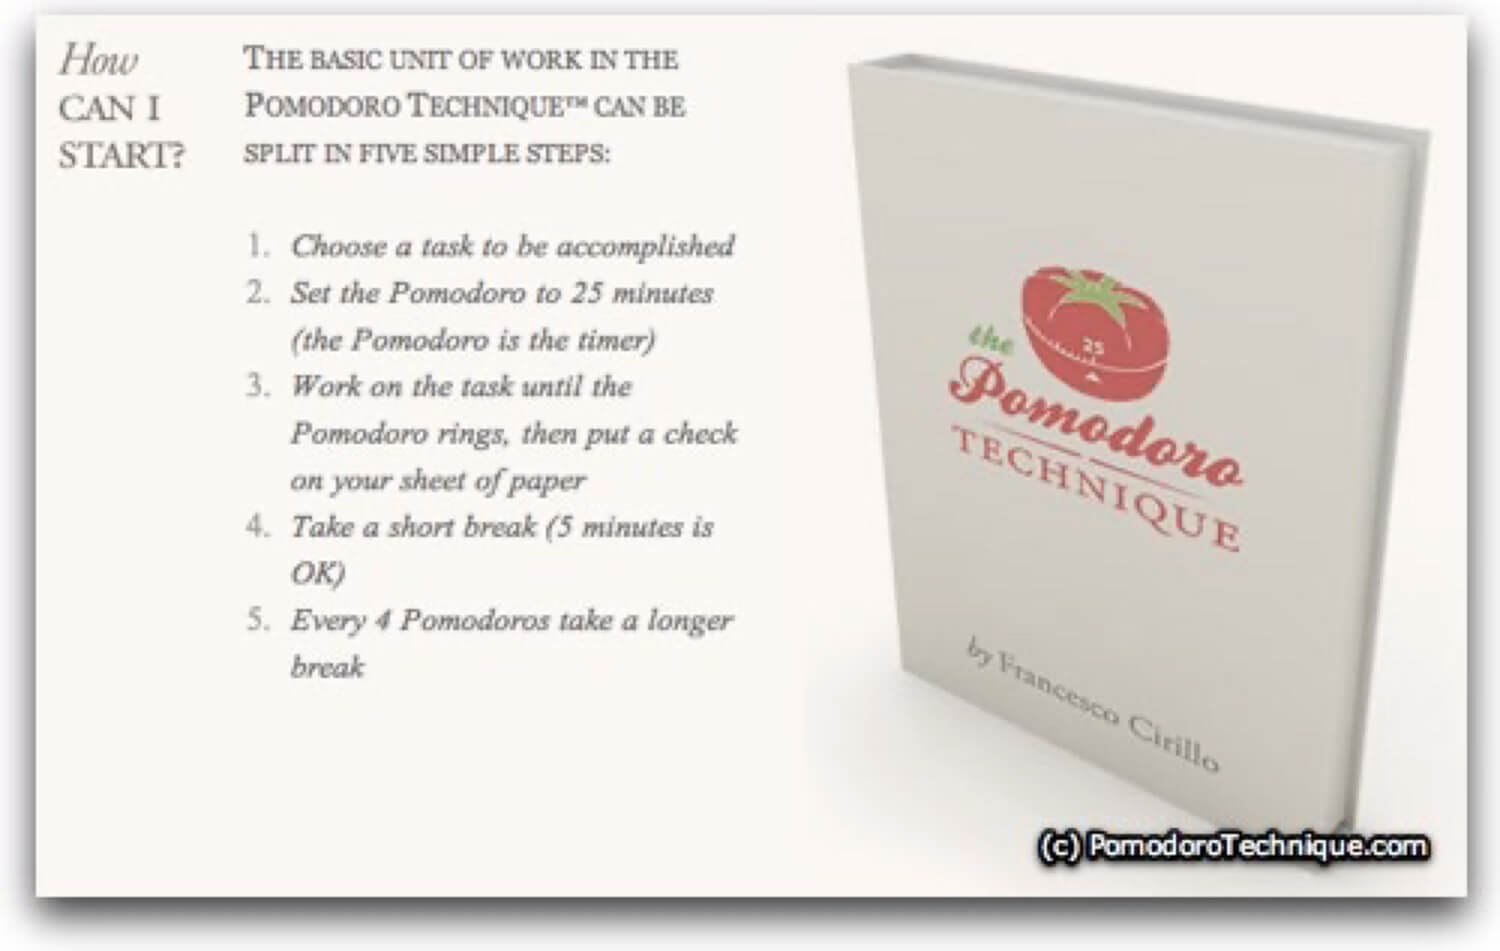 How
CAN I
START?
THE BASIC UNIT OF WORK IN THE
POMODORO TECHNIQUE™ CAN BE
SPLIT IN FIVE SIMPLE STEPS:
1. Choose a task to be accomplished
2. Set the Pomodoro to 25 minutes
(the Pomodoro is the timer)
3. Work on the task until the
Pomodoro rings, then put a check
on your sheet of paper
4. Take a short break (5 minutes is
OK)
5. Every 4 Pomodoros take a longer
break
25
the
Pomodoro
TECHNIQUE
by Francesco Cirillo
(c) PomodoroTechnique.com